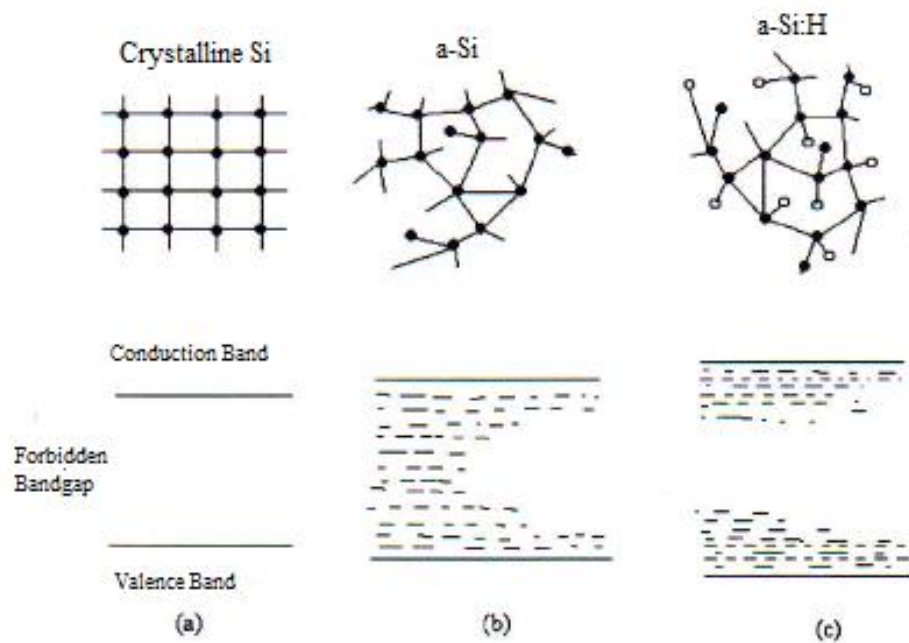 Crystalline Si
a-Si
a-Si:H
Conduction Band
Forbidden
Bandgap
Valence Band
(a)
(b)
(c)